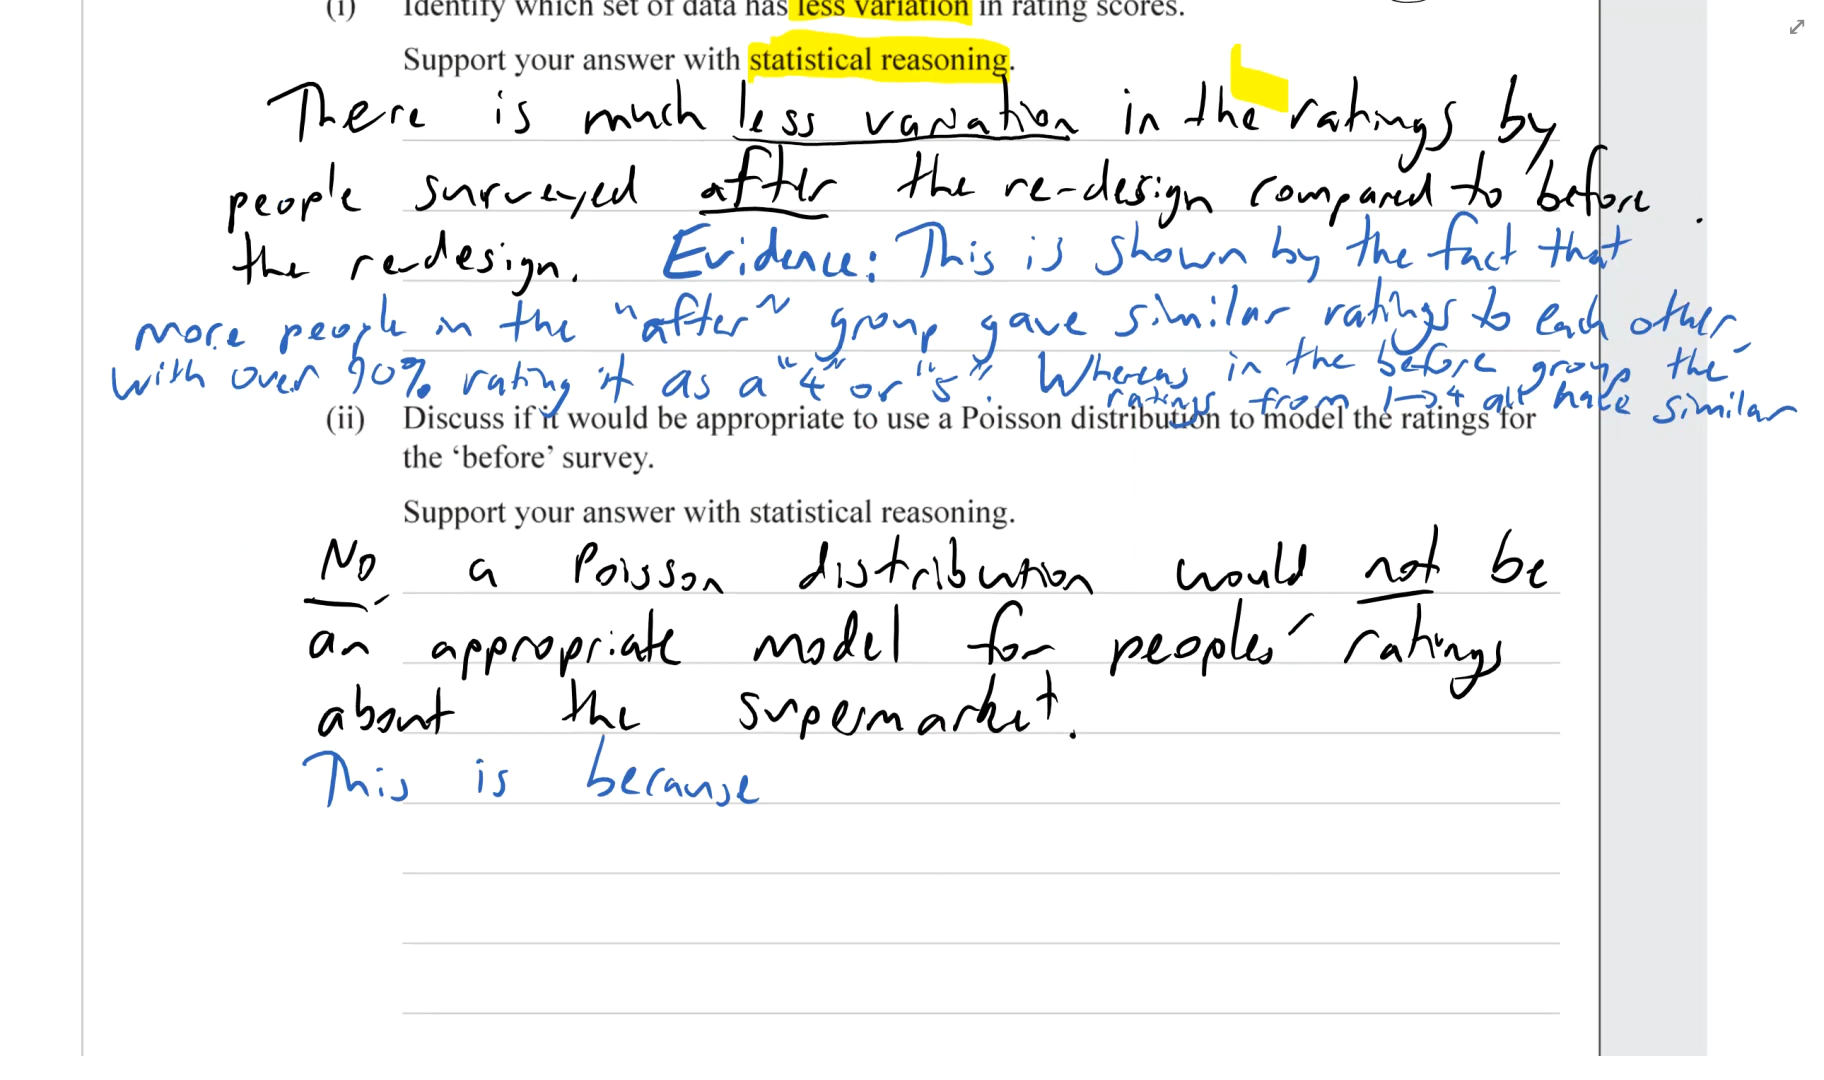 (i) Identify which set of data has less variation in rating scores.
Support your answer with statistical reasoning.
There is much less variation in the ratings by
people surveyed after the re-design compared to before
the re-design. Evidence: This is shown by the fact that
more people in the "after" group gave similar ratings to each other,
with over 90% rating it as a "4" or "5". Whereas in the before group the
ratings from 1→4 all have similar
(ii) Discuss if it would be appropriate to use a Poisson distribution to model the ratings for
the ‘before’ survey.
Support your answer with statistical reasoning.
No, a Poisson distribution would not be
an appropriate model for peoples' ratings
about the supermarket.
This is because